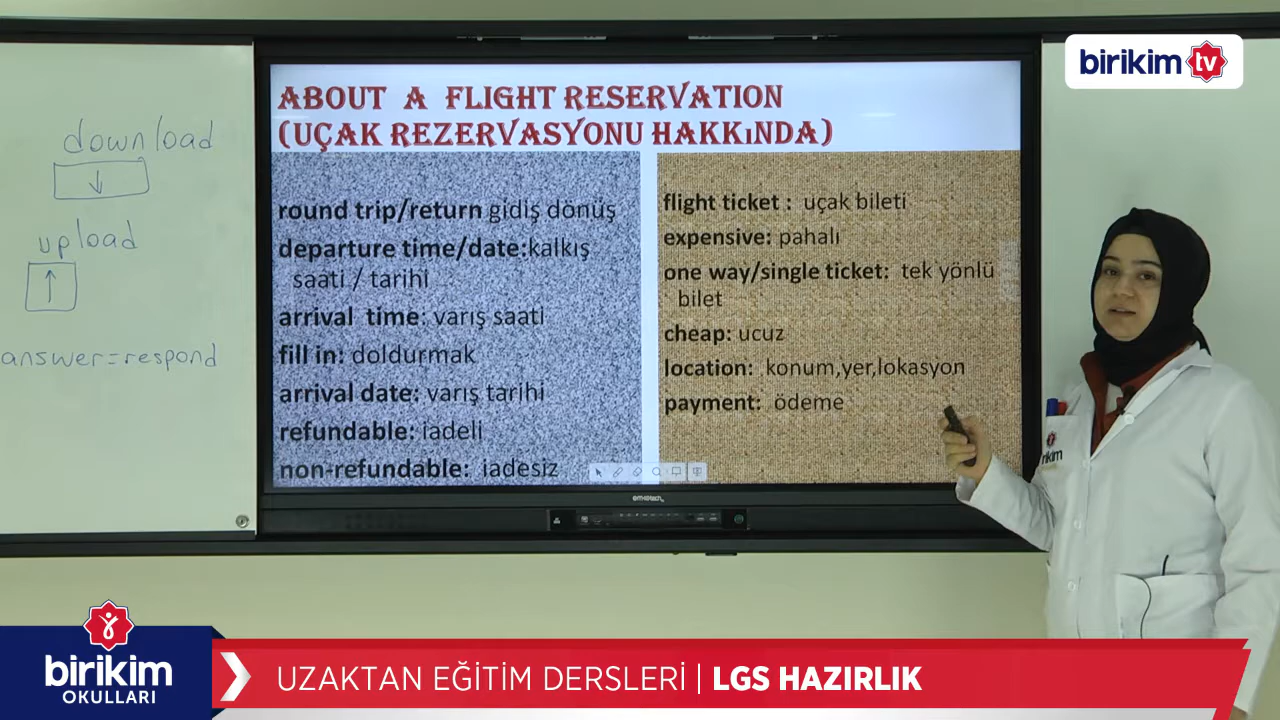 birikim tv
ABOUT A FLIGHT RESERVATION
(UÇAK REZERVASYONU HAKKıNDA)
download
upload
answer=respond
round trip/return gidiş dönüş
departure time/date:kalkış
saati / tarihi
arrival time: varış saati
fill in: doldurmak
arrival date: varış tarihi
refundable: iadeli
non-refundable: iadesiz
flight ticket : uçak bileti
expensive: pahalı
one way/single ticket: tek yönlü
bilet
cheap: ucuz
location: konum,yer,lokasyon
payment: ödeme
birikim
birikim
OKULLARI
UZAKTAN EĞİTİM DERSLERİ | LGS HAZIRLIK